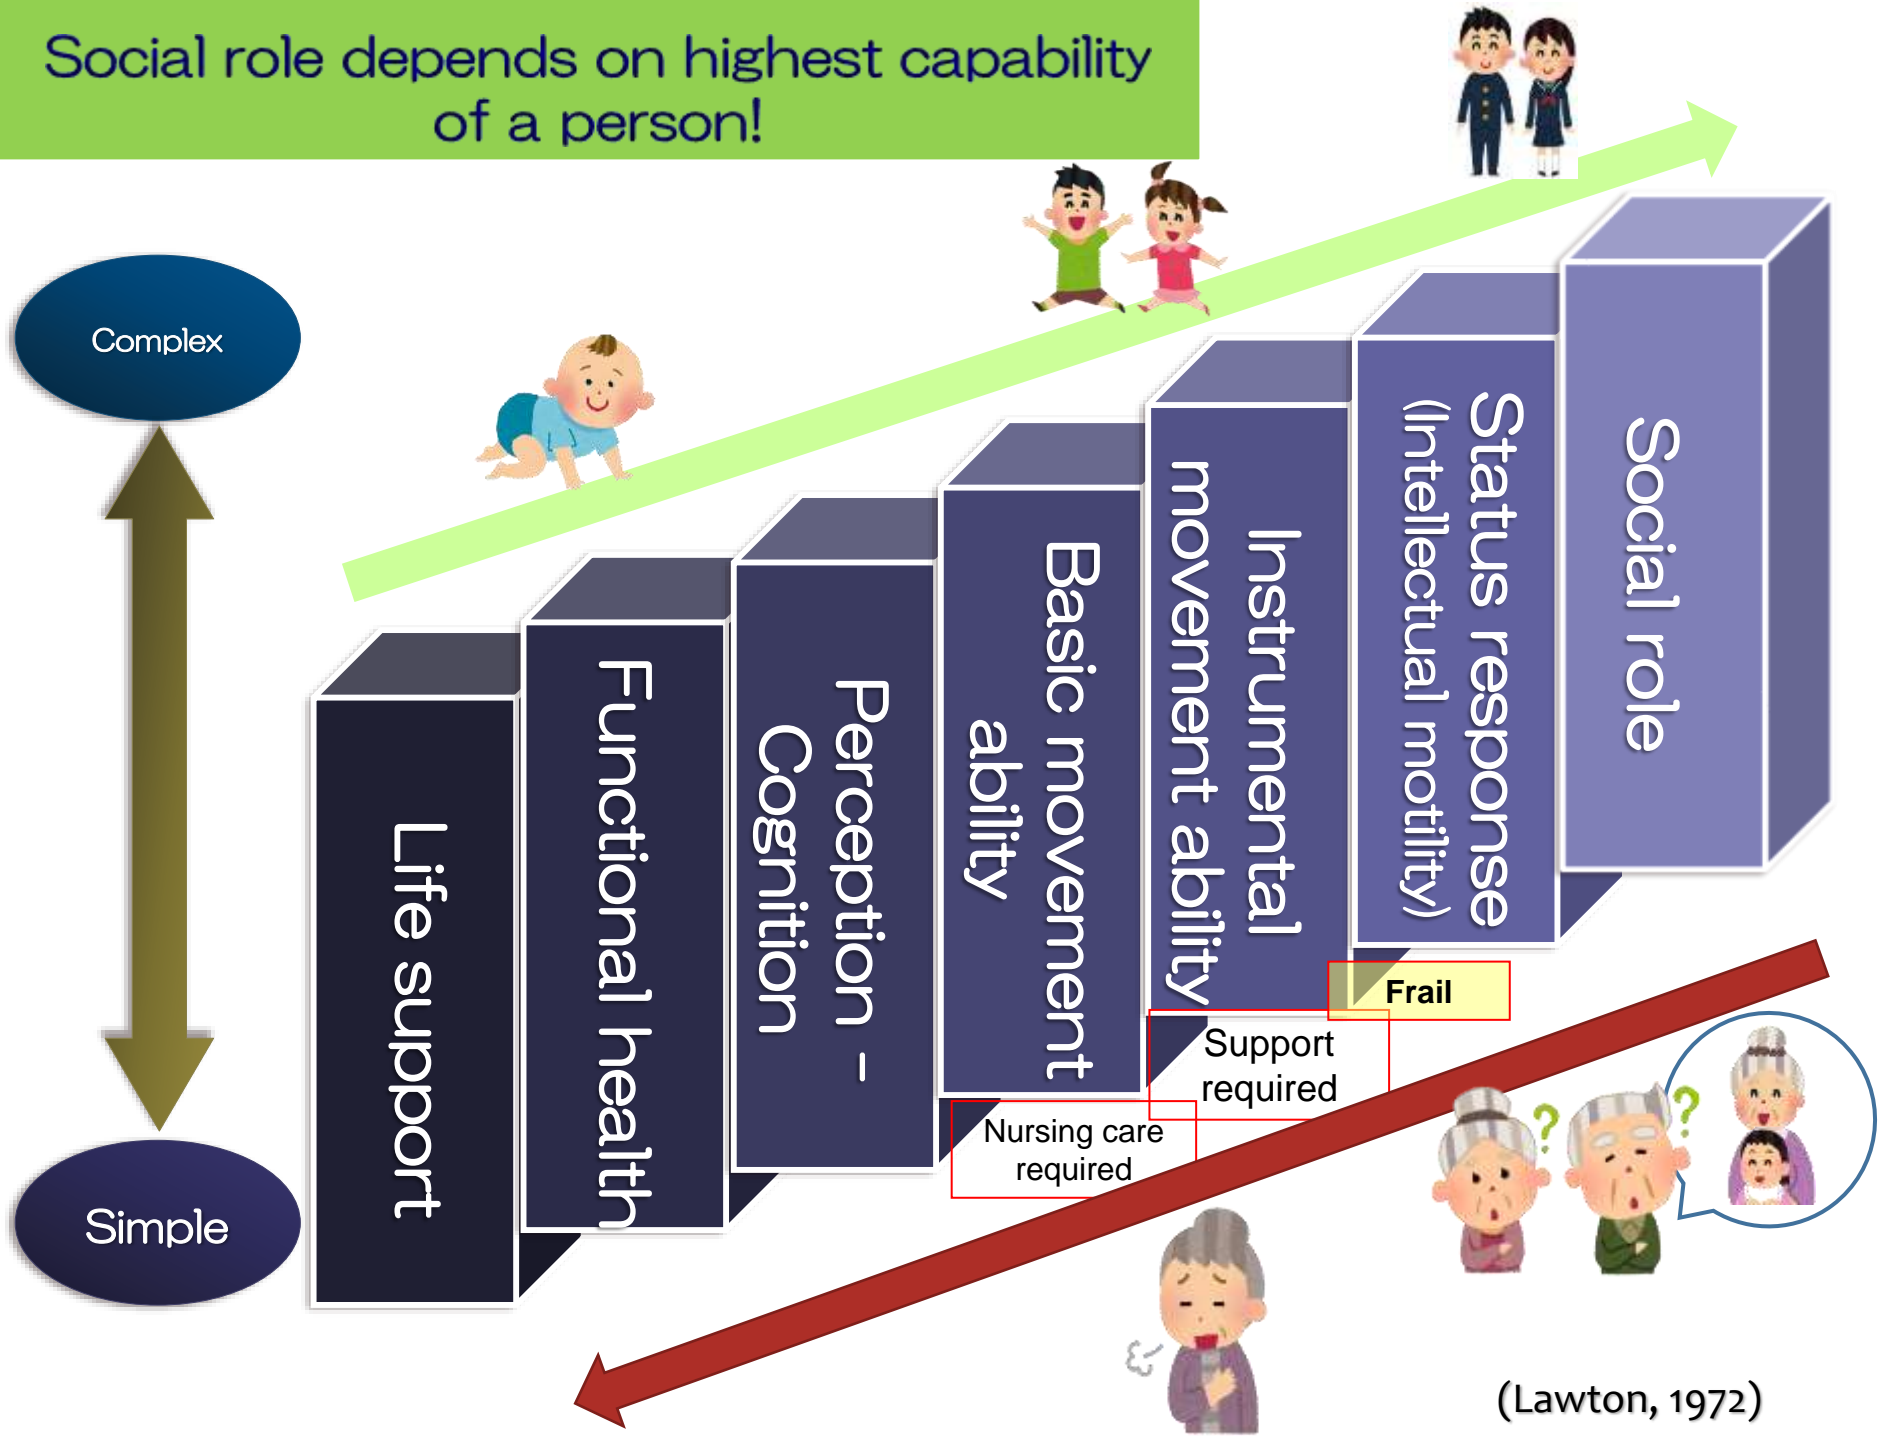 Social role depends on highest capability
of a person!
Complex
Simple
Life support
Functional health
Perception -
Cognition
Basic movement
ability
Instrumental
movement ability
Status response
(Intellectual motility)
Social role
Frail
Support
required
Nursing care
required
?
?
(Lawton, 1972)